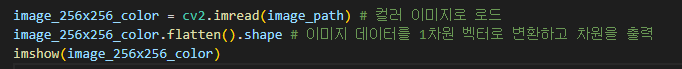 image_256x256_color = cv2.imread(image_path) # 컬러 이미지로 로드
image_256x256_color.flatten().shape # 이미지 데이터를 1차원 벡터로 변환하고 차원을 출력
imshow(image_256x256_color)